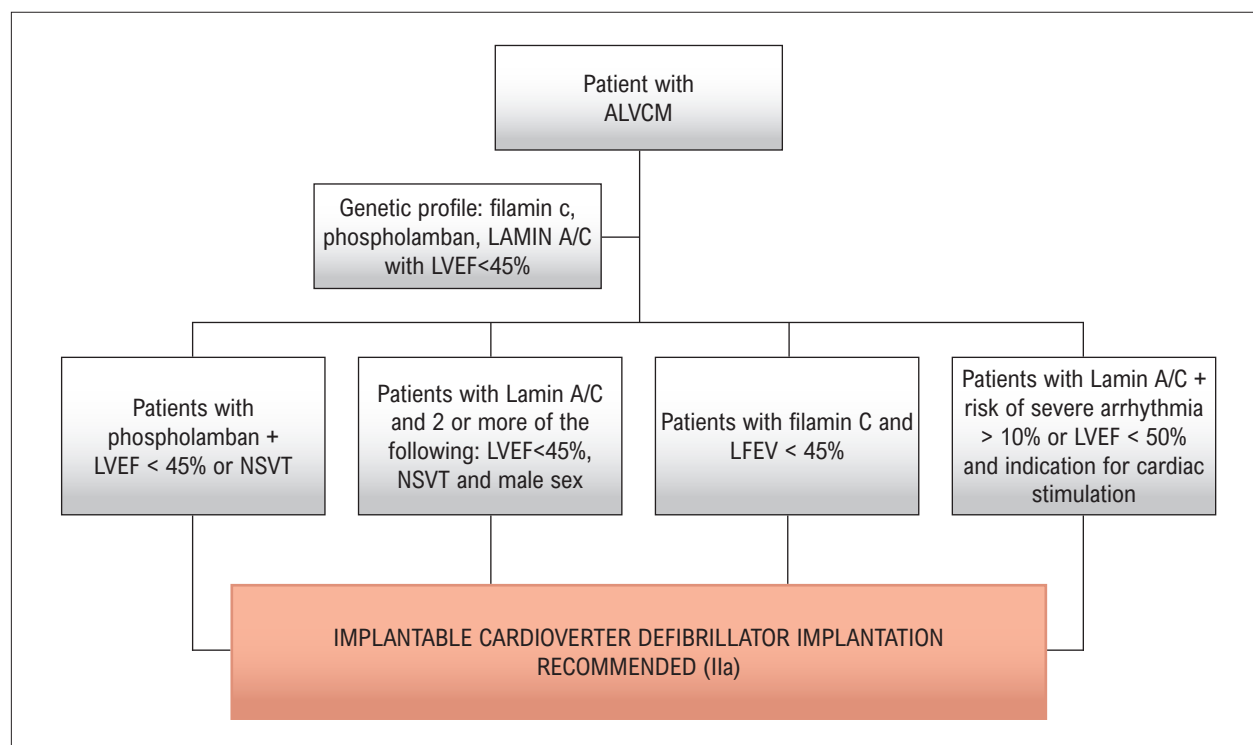 Patient with
ALVCM
Genetic profile: filamin c,
phospholamban, LAMIN A/C
with LVEF<45%
Patients with
phospholamban +
LVEF < 45% or NSVT
Patients with Lamin A/C
and 2 or more of the
following: LVEF<45%,
NSVT and male sex
Patients with filamin C and
LFEV < 45%
Patients with Lamin A/C +
risk of severe arrhythmia
> 10% or LVEF < 50%
and indication for cardiac
stimulation
IMPLANTABLE CARDIOVERTER DEFIBRILLATOR IMPLANTATION
RECOMMENDED (IIa)